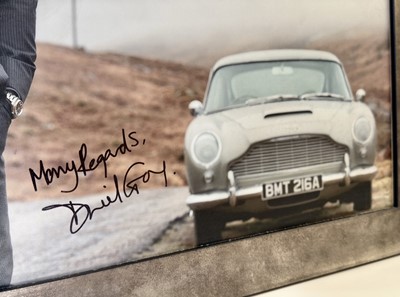 Many Regards,
BMT 216A